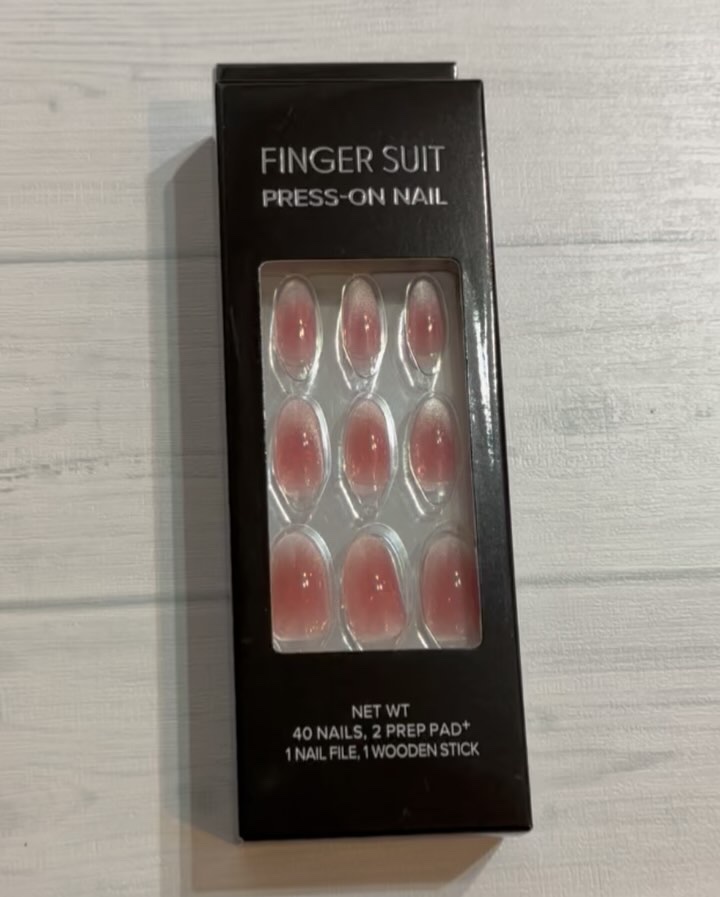 FINGER SUIT
PRESS-ON NAIL
NET WT
40 NAILS, 2 PREP PAD+
1 NAIL FILE, 1 WOODEN STICK